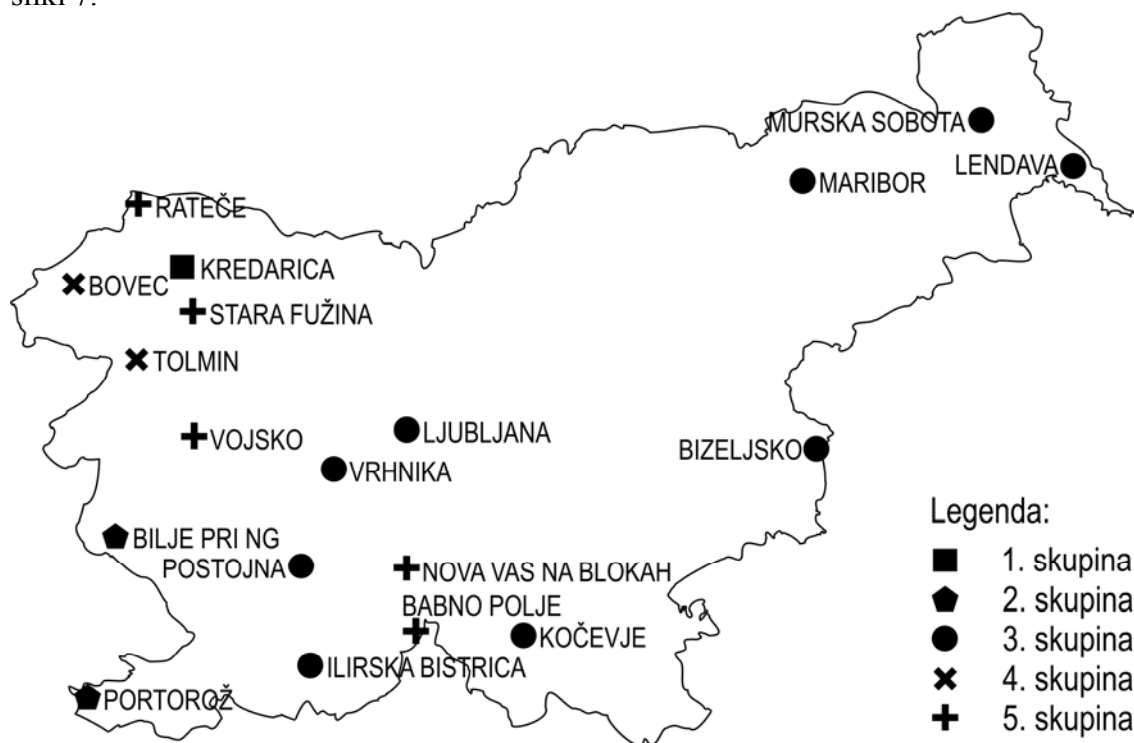 sliki 7.
MURSKA SOBOTA
LENDAVA
MARIBOR
RATEČE
KREDARICA
BOVEC
STARA FUŽINA
TOLMIN
LJUBLJANA
VOJSKO
BIZELJSKO
VRHNIKA
BILJE PRI NG
POSTOJNA
NOVA VAS NA BLOKAH
BABNO POLJE
KOČEVJE
ILIRSKA BISTRICA
PORTOROŽ
Legenda:
1. skupina
2. skupina
3. skupina
4. skupina
5. skupina